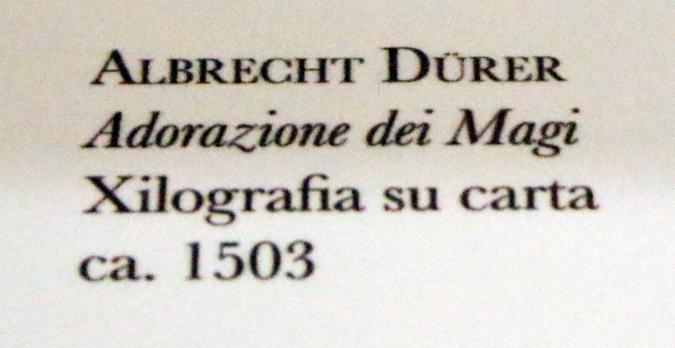 ALBRECHT DÜRER
Adorazione dei Magi
Xilografia su carta
ca. 1503